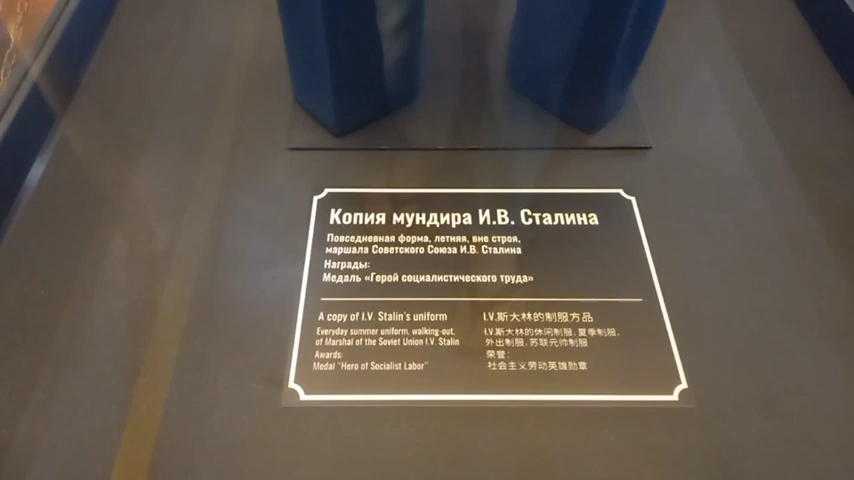 Копия мундира И.В. Сталина
Повседневная форма, летняя, вне строя,
маршала Советского Союза И.В. Сталина
Награды:
Медаль «Герой социалистического труда»
A copy of I.V. Stalin's uniform
Everyday summer uniform, walking-out,
of Marshal of the Soviet Union I.V. Stalin
Awards:
Medal "Hero of Socialist Labor"
I.V.斯大林的制服方品
I.V.斯大林的休闲制服，夏季制服，
外出制服，苏联元帅制服
荣誉：
社会主义劳动英雄勋章